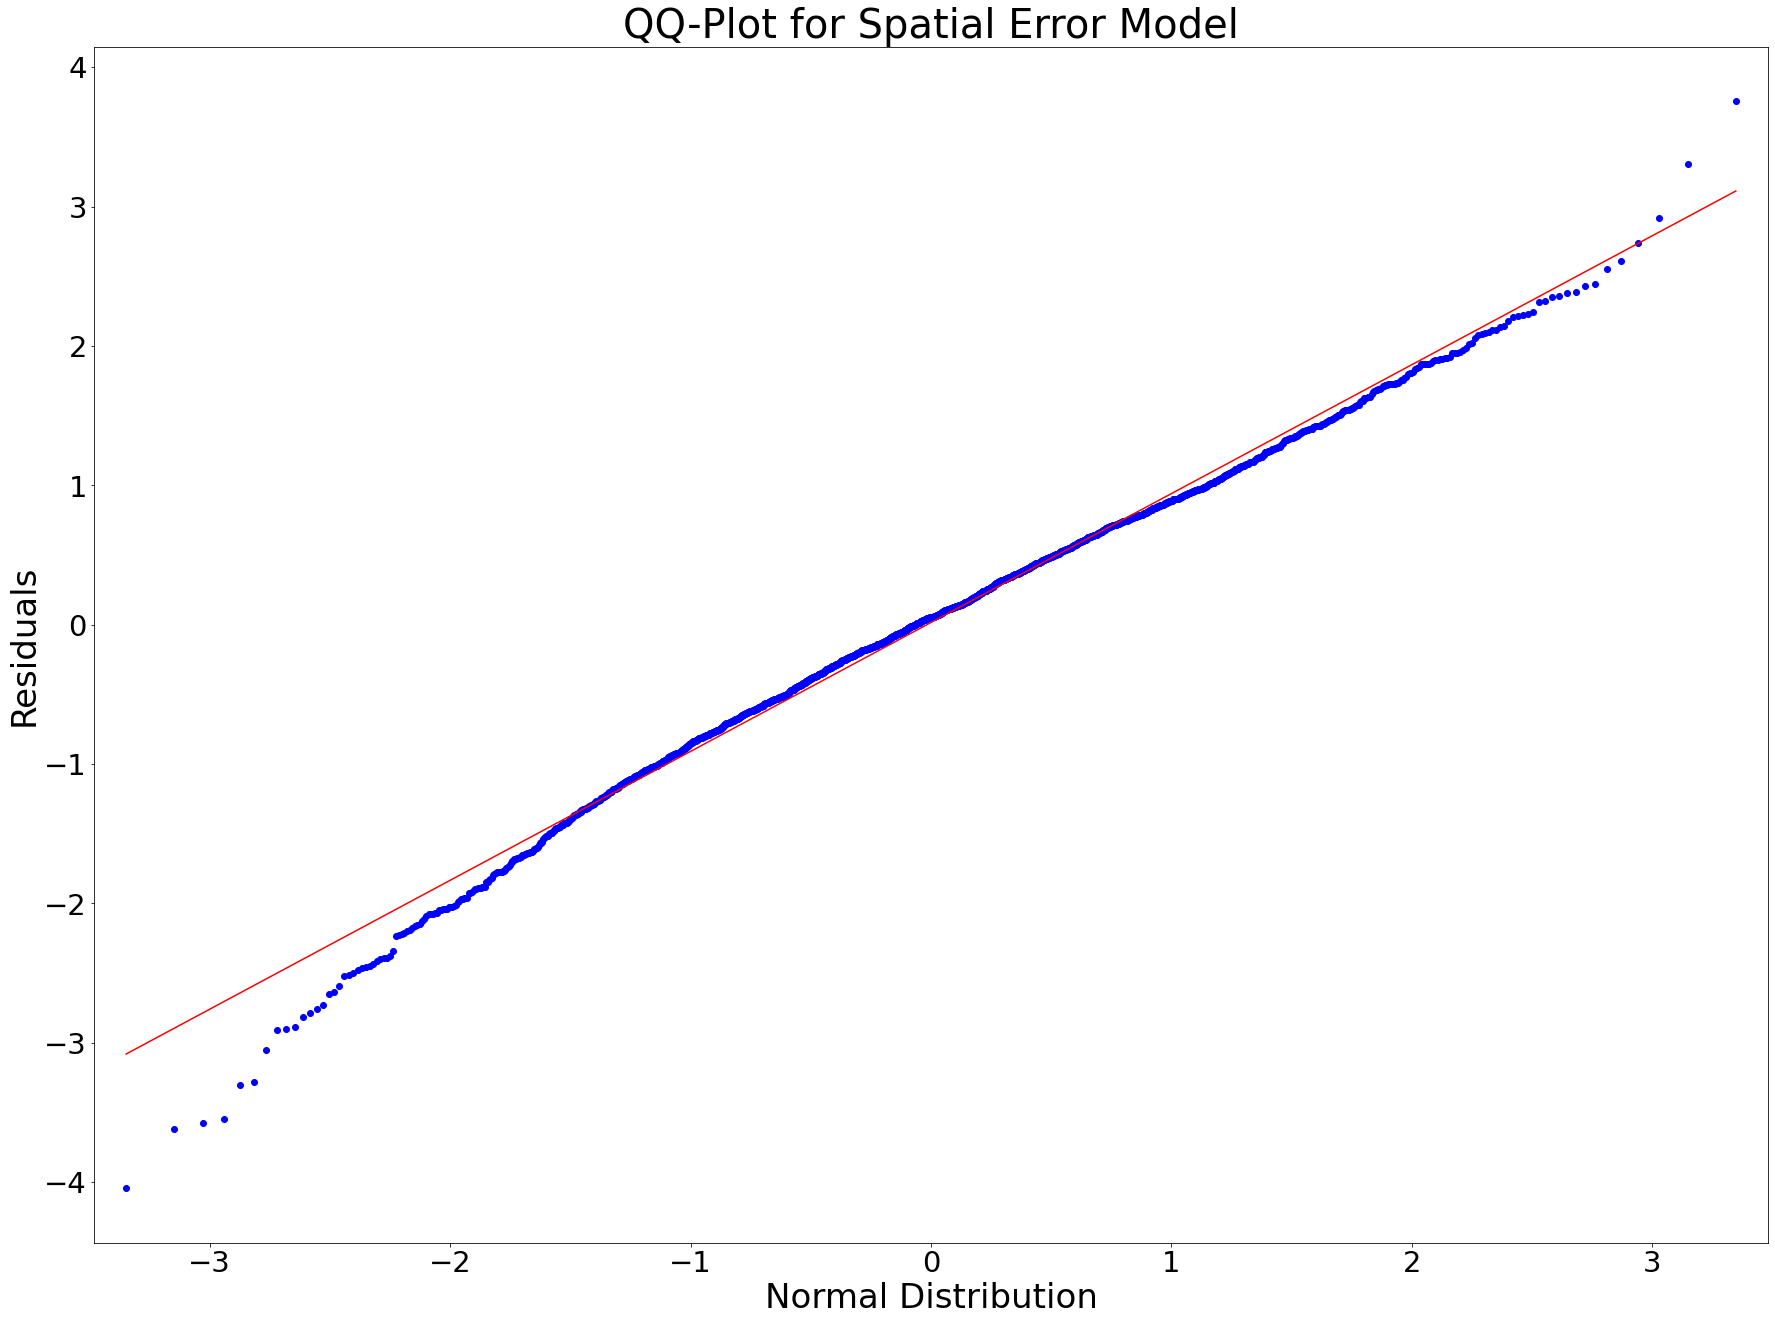 QQ-Plot for Spatial Error Model
4
3
2
1
0
−1
−2
−3
−4
Residuals
−3 −2 −1 0 1 2 3
Normal Distribution